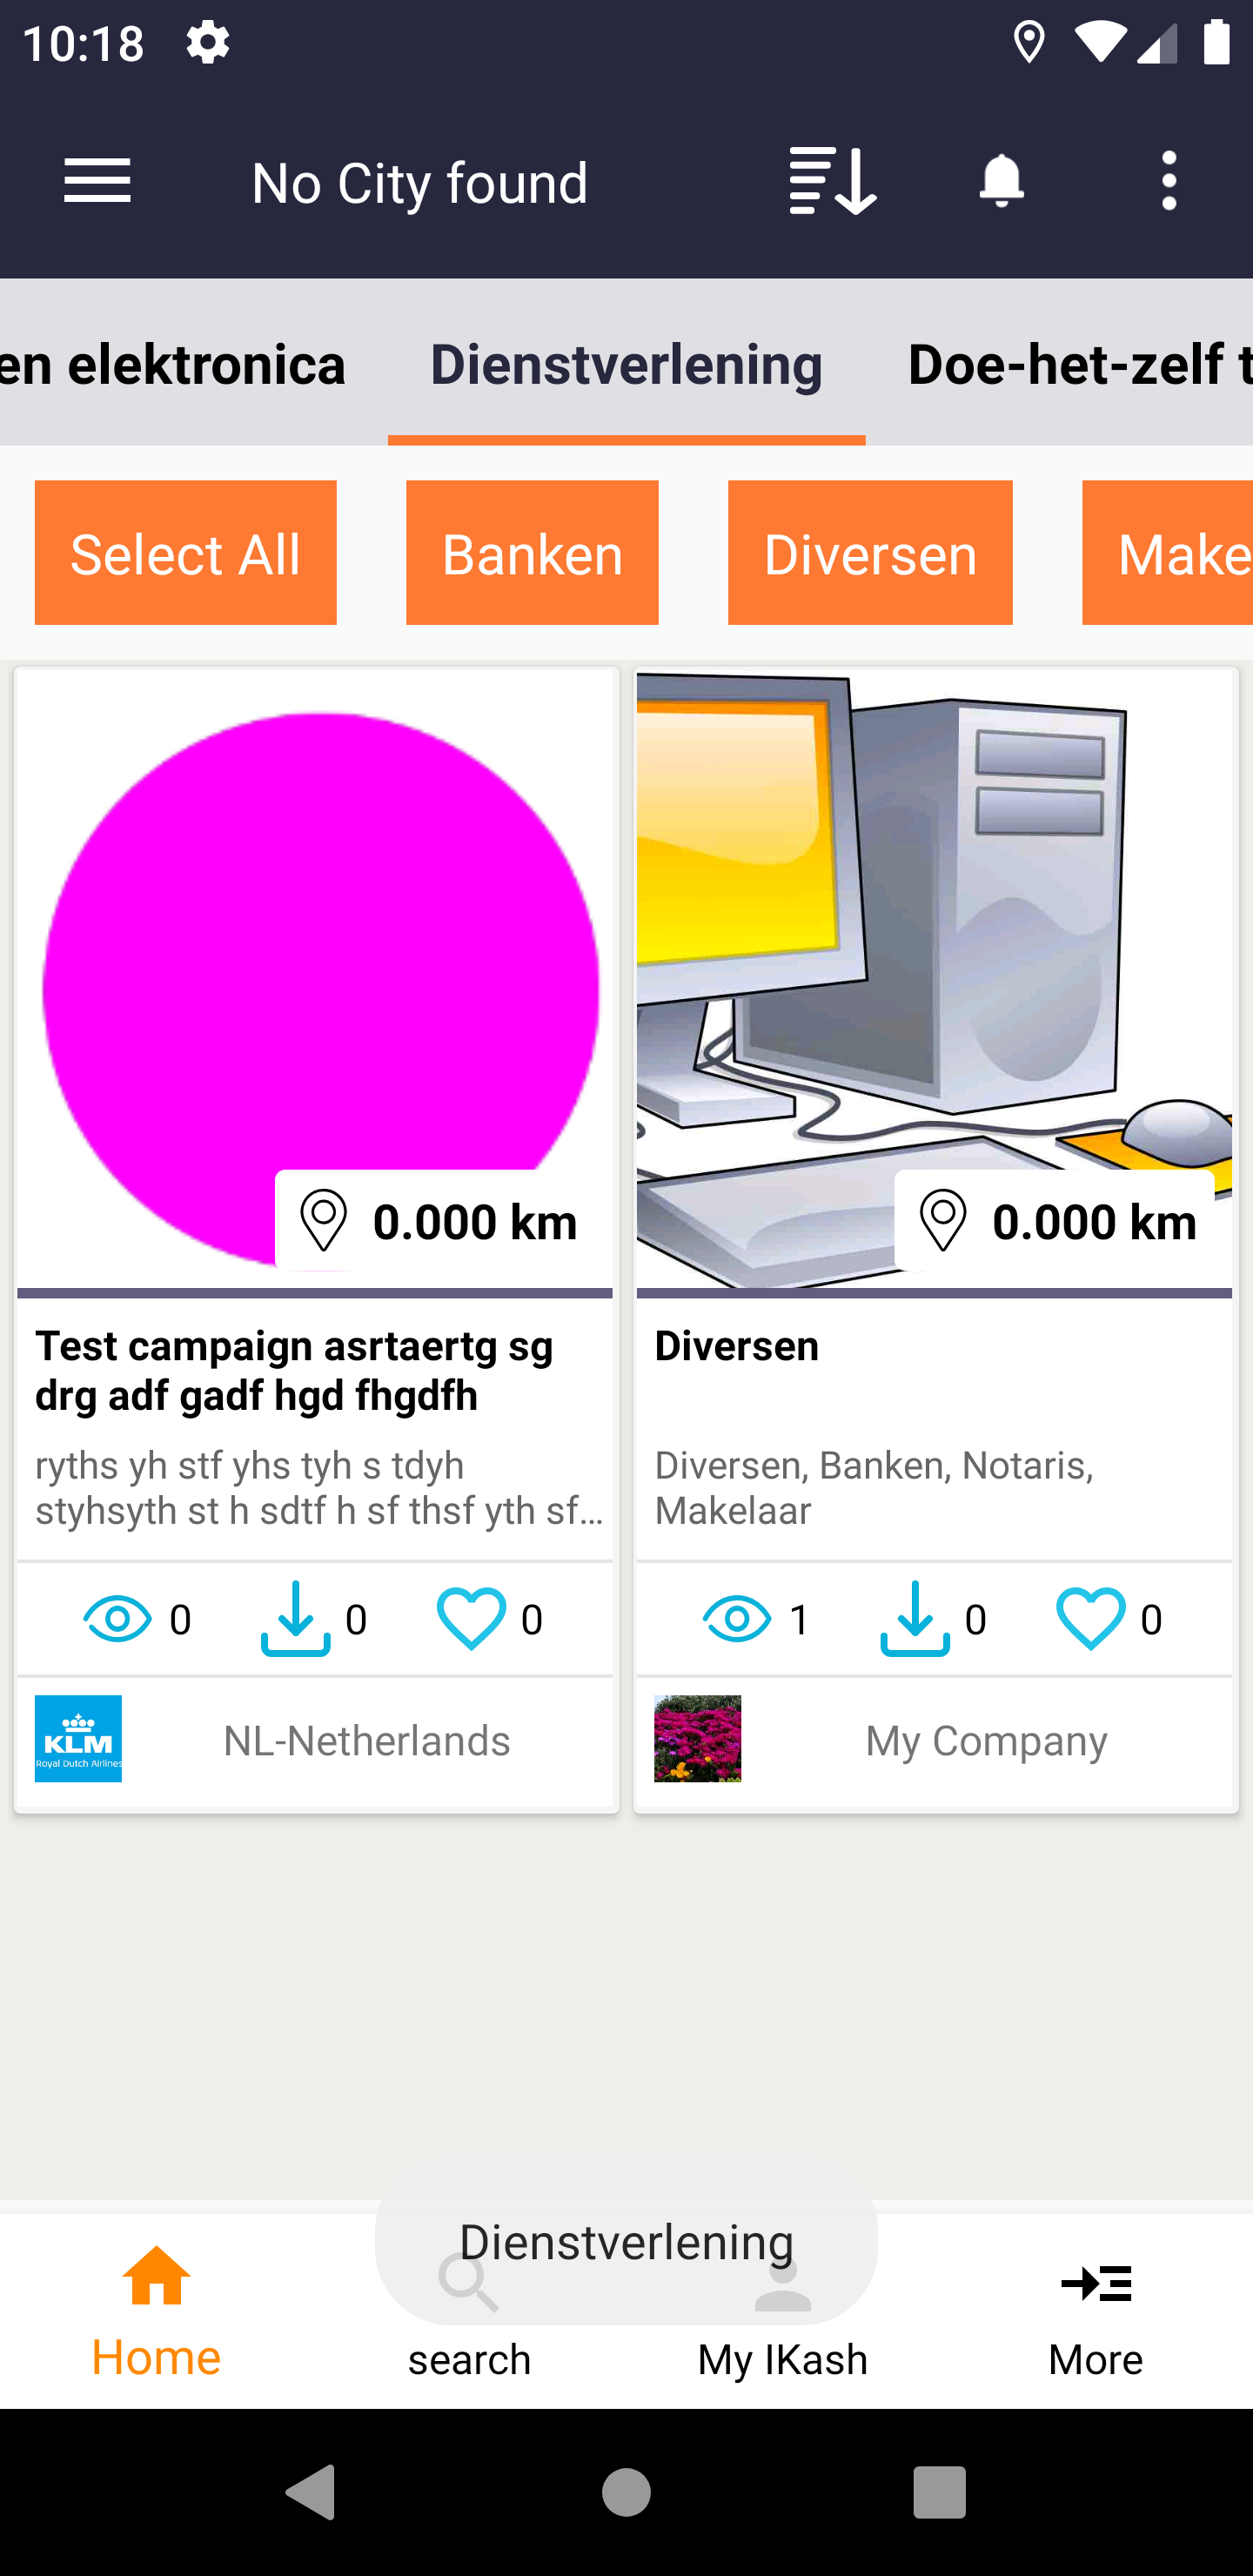 10:18
No City found
en elektronica Dienstverlening Doe-het-zelf t
Select All Banken Diversen Make
0.000 km 0.000 km
Test campaign asrtaertg sg
drg adf gadf hgd fhgdfh
ryths yh stf yhs tyh s tdyh
styhsyth st h sdtf h sf thsf yth sf...
0 0 0
KLM
Royal Dutch Airlines
NL-Netherlands
Diversen
Diversen, Banken, Notaris,
Makelaar
1 0 0
My Company
Dienstverlening
Home search My IKash More